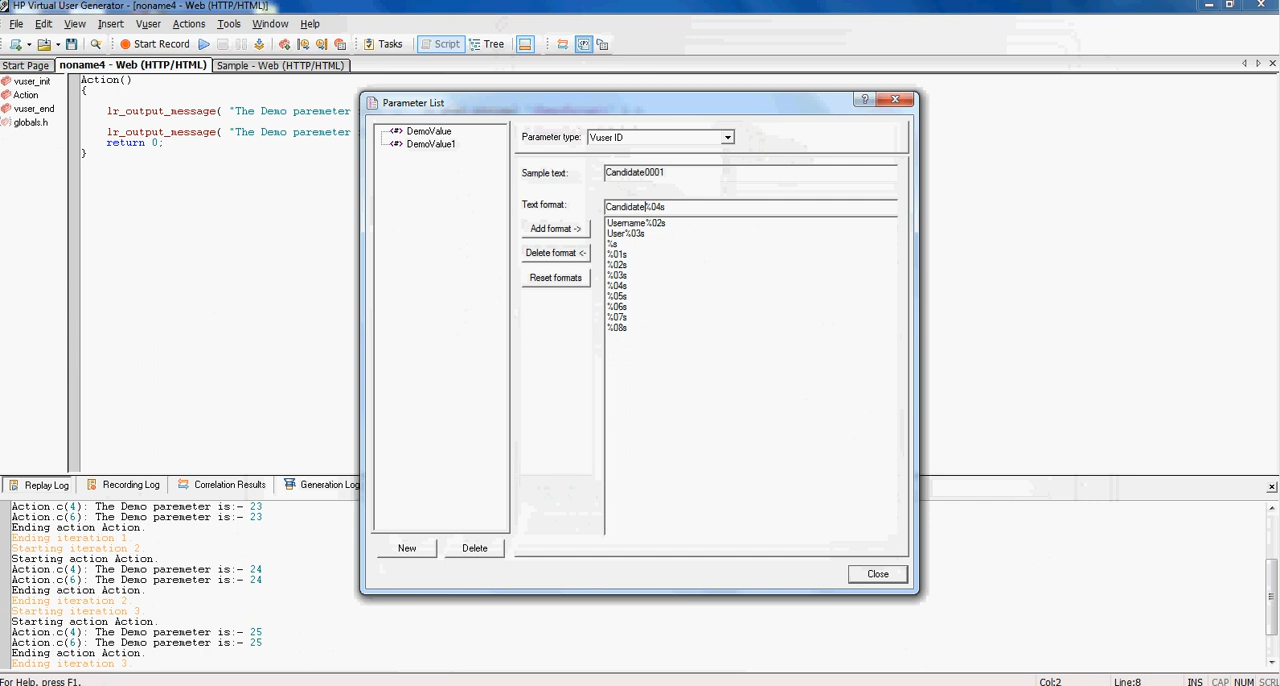 HP Virtual User Generator - [noname4 - Web (HTTP/HTML)]
File Edit View Insert Vuser Actions Tools Window Help
Start Record Tasks Script Tree
Start Page noname4 - Web (HTTP/HTML) Sample - Web (HTTP/HTML)
vuser_init
Action
vuser_end
globals.h
Action()
{
lr_output_message( "The Demo paremeter
lr_output_message( "The Demo paremeter
return 0;
}
Parameter List
DemoValue
DemoValue1
Parameter type: Vuser ID
Sample text: Candidate0001
Text format: Candidate%04s
Add format ->
Delete format <-
Reset formats
Username%02s
User%03s
%s
%01s
%02s
%03s
%04s
%05s
%06s
%07s
%08s
New Delete
Close
Replay Log Recording Log Correlation Results Generation Log
Action.c(4): The Demo paremeter is:- 23
Action.c(6): The Demo paremeter is:- 23
Ending action Action.
Ending iteration 1.
Starting iteration 2.
Starting action Action.
Action.c(4): The Demo paremeter is:- 24
Action.c(6): The Demo paremeter is:- 24
Ending action Action.
Ending iteration 2.
Starting iteration 3.
Starting action Action.
Action.c(4): The Demo paremeter is:- 25
Action.c(6): The Demo paremeter is:- 25
Ending action Action.
Ending iteration 3.
For Help, press F1. Col:2 Line:8 INS CAP NUM SCRL